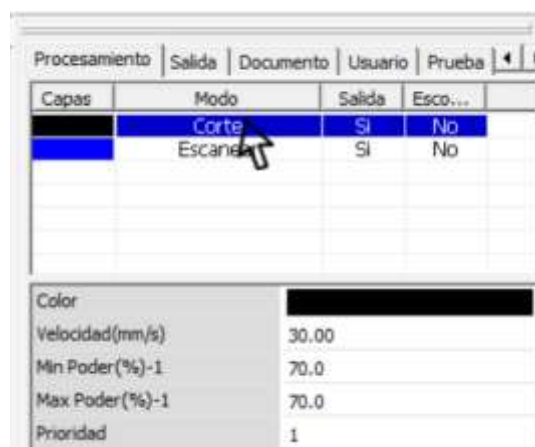 Procesamiento Salida Documento Usuario Prueba
Capas Modo Salida Esco...
Corte Si No
Escaneo Si No
Color
Velocidad(mm/s) 30.00
Min Poder(%)-1 70.0
Max Poder(%)-1 70.0
Prioridad 1